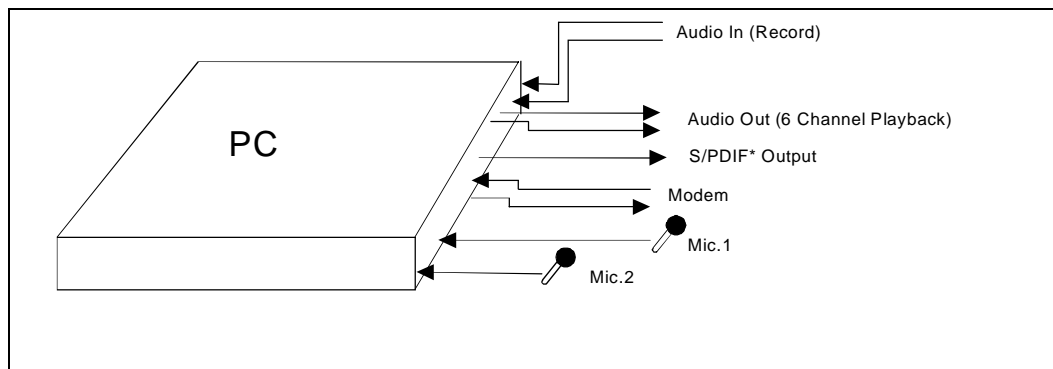 Audio In (Record)
Audio Out (6 Channel Playback)
PC
S/PDIF* Output
Modem
Mic.1
Mic.2